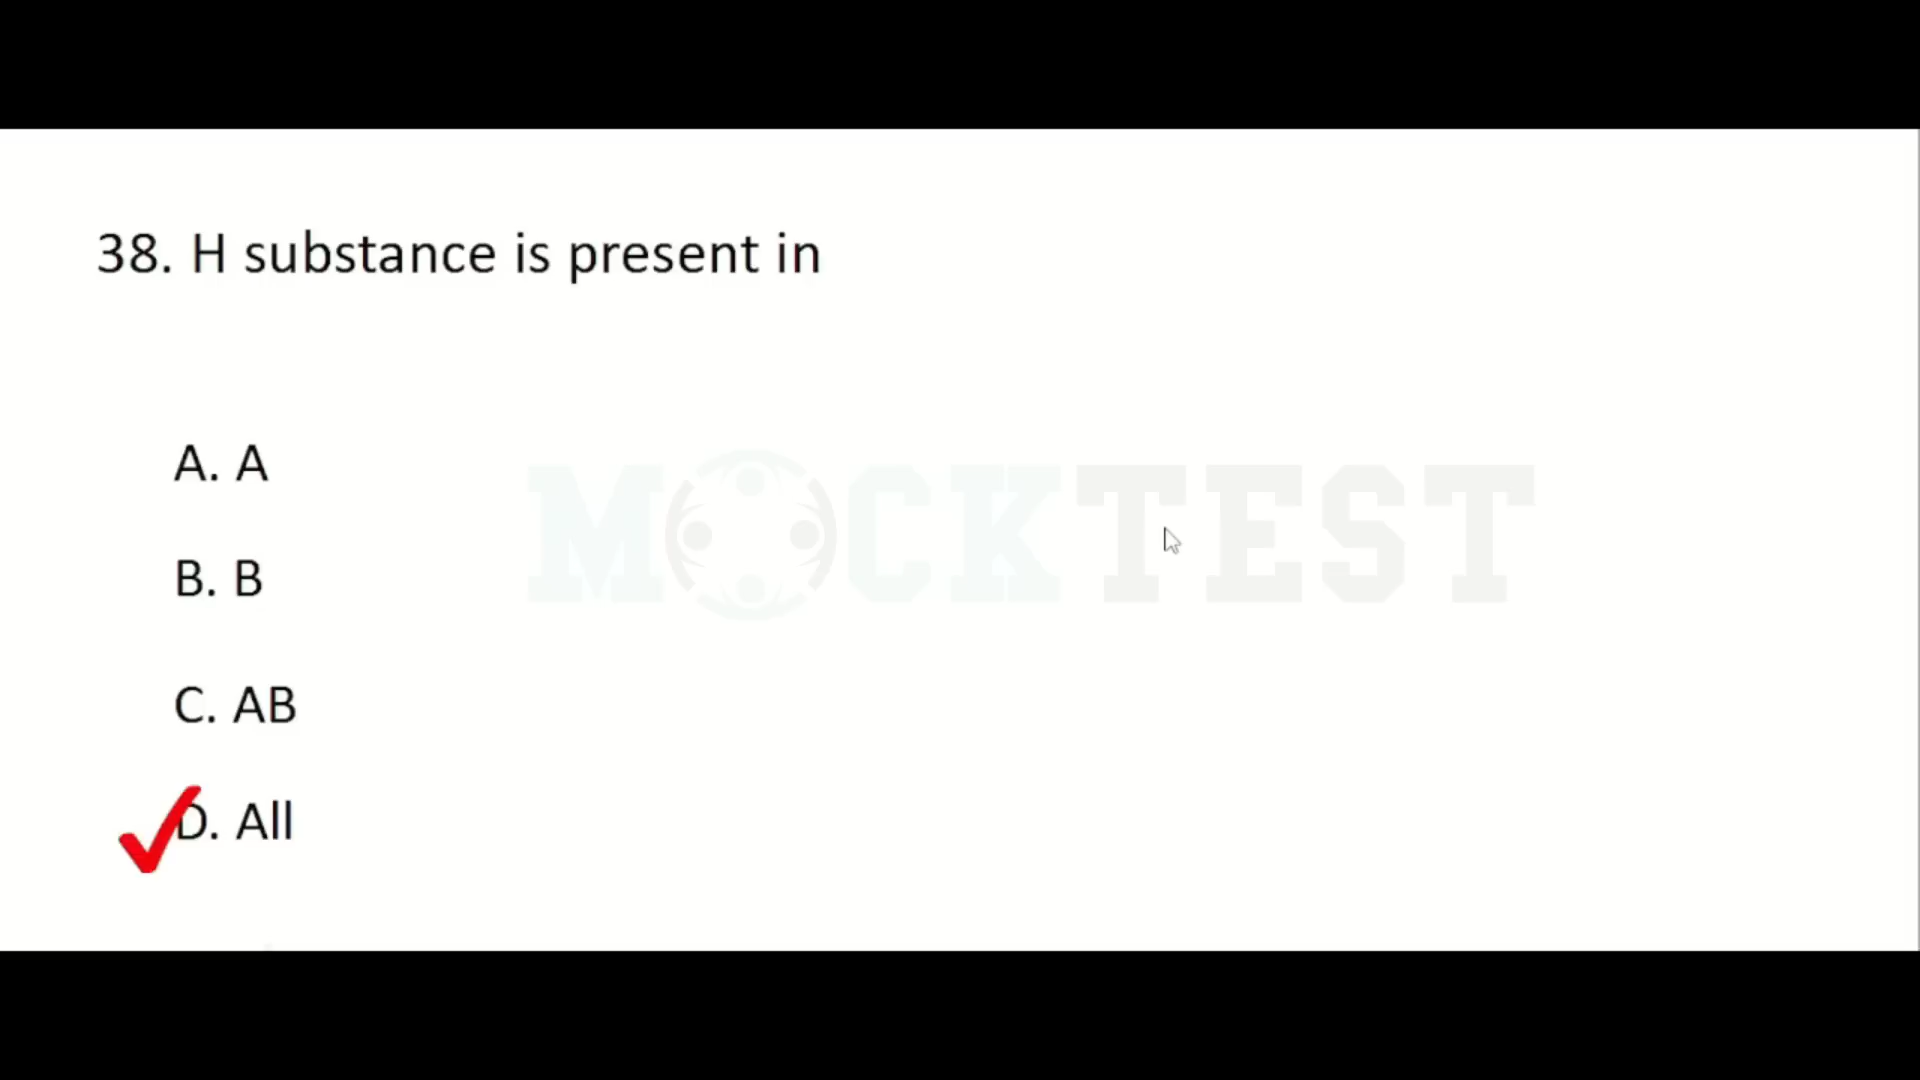 38. H substance is present in
A. A
B. B
MOCKTEST
C. AB
D. All